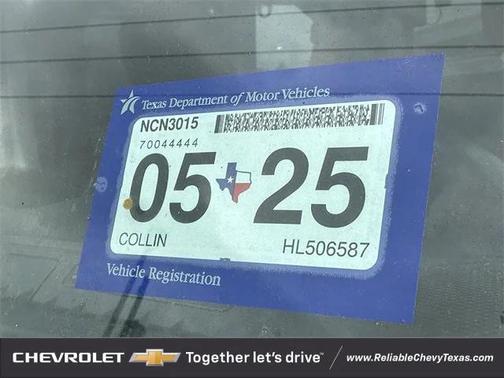 Texas Department of Motor Vehicles
NCN3015
70044444
05 25
COLLIN HL506587
Vehicle Registration
CHEVROLET Together let's drive™ www.ReliableChevyTexas.com